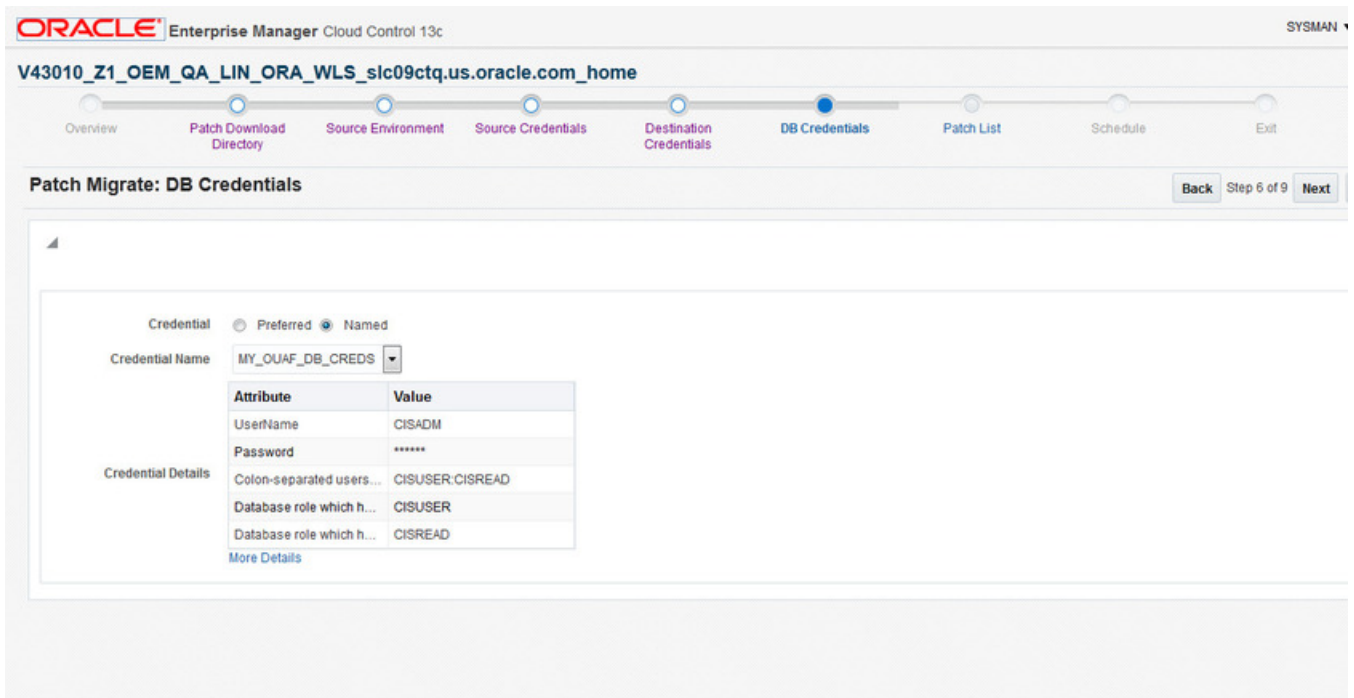 ORACLE Enterprise Manager Cloud Control 13c
SYSMAN
V43010_Z1_OEM_QA_LIN_ORA_WLS_slc09ctq.us.oracle.com_home
Overview
Patch Download
Directory
Source Environment
Source Credentials
Destination
Credentials
DB Credentials
Patch List
Schedule
Exit
Patch Migrate: DB Credentials
Back Step 6 of 9 Next
Credential Preferred Named
Credential Name MY_OUAF_DB_CREDS
Attribute Value
UserName CISADM
Password ******
Credential Details
Colon-separated users... CISUSER:CISREAD
Database role which h... CISUSER
Database role which h... CISREAD
More Details